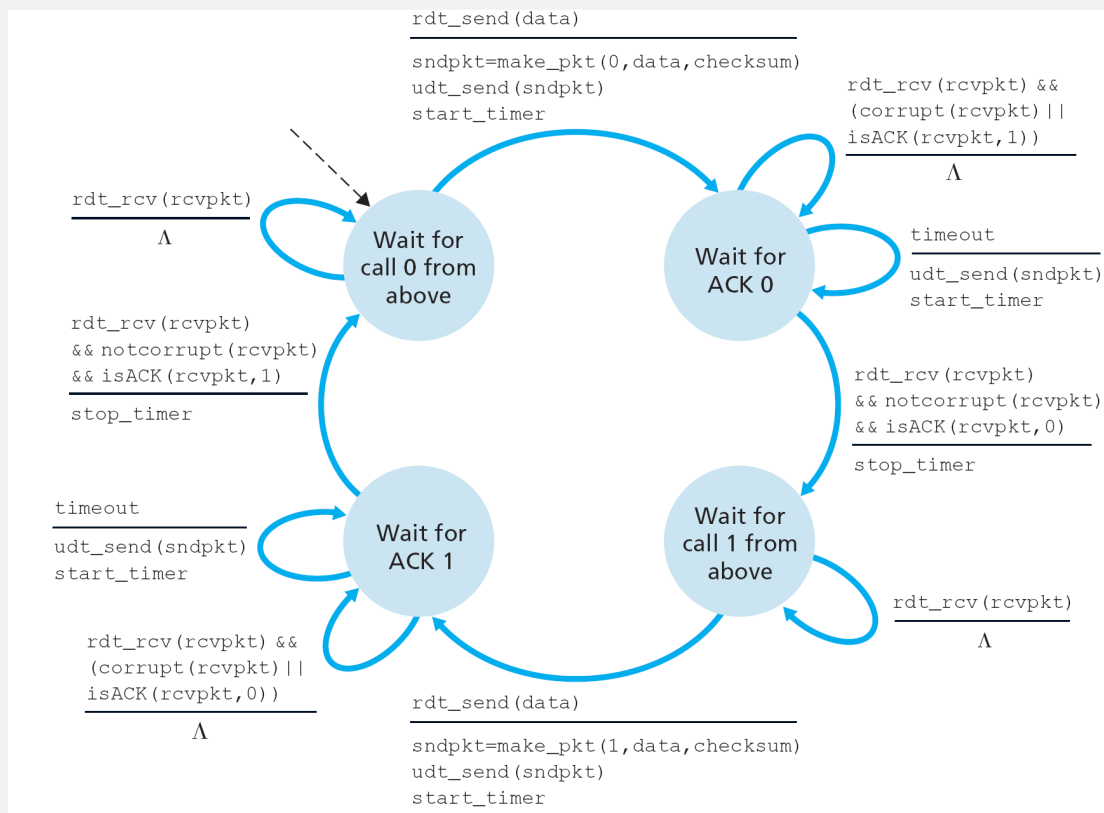 rdt_send(data)
sndpkt=make_pkt(0,data,checksum)
udt_send(sndpkt)
start_timer
rdt_rcv(rcvpkt) &&
(corrupt(rcvpkt)||
isACK(rcvpkt,1))
Λ
rdt_rcv(rcvpkt)
Λ
Wait for
call 0 from
above
Wait for
ACK 0
timeout
udt_send(sndpkt)
start_timer
rdt_rcv(rcvpkt)
&& notcorrupt(rcvpkt)
&& isACK(rcvpkt,1)
stop_timer
rdt_rcv(rcvpkt)
&& notcorrupt(rcvpkt)
&& isACK(rcvpkt,0)
stop_timer
timeout
udt_send(sndpkt)
start_timer
Wait for
ACK 1
Wait for
call 1 from
above
rdt_rcv(rcvpkt)
Λ
rdt_rcv(rcvpkt) &&
(corrupt(rcvpkt)||
isACK(rcvpkt,0))
Λ
rdt_send(data)
sndpkt=make_pkt(1,data,checksum)
udt_send(sndpkt)
start_timer